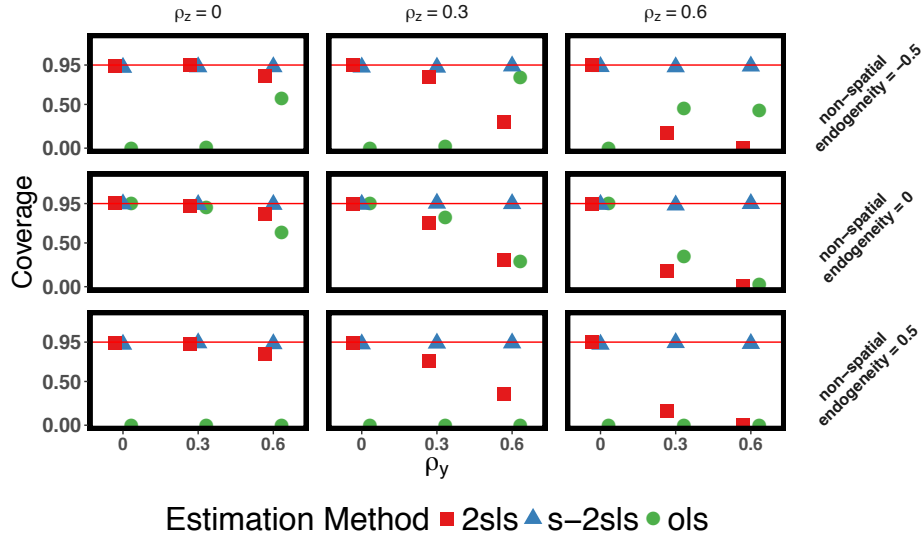 ρz = 0 ρz = 0.3 ρz = 0.6
0.95
0.50
0.00
non−spatial
endogeneity = −0.5
0.95
0.50
0.00
non−spatial
endogeneity = 0
Coverage
0.95
0.50
0.00
non−spatial
endogeneity = 0.5
0 0.3 0.6 0 0.3 0.6 0 0.3 0.6
ρy
Estimation Method 2sls s−2sls ols